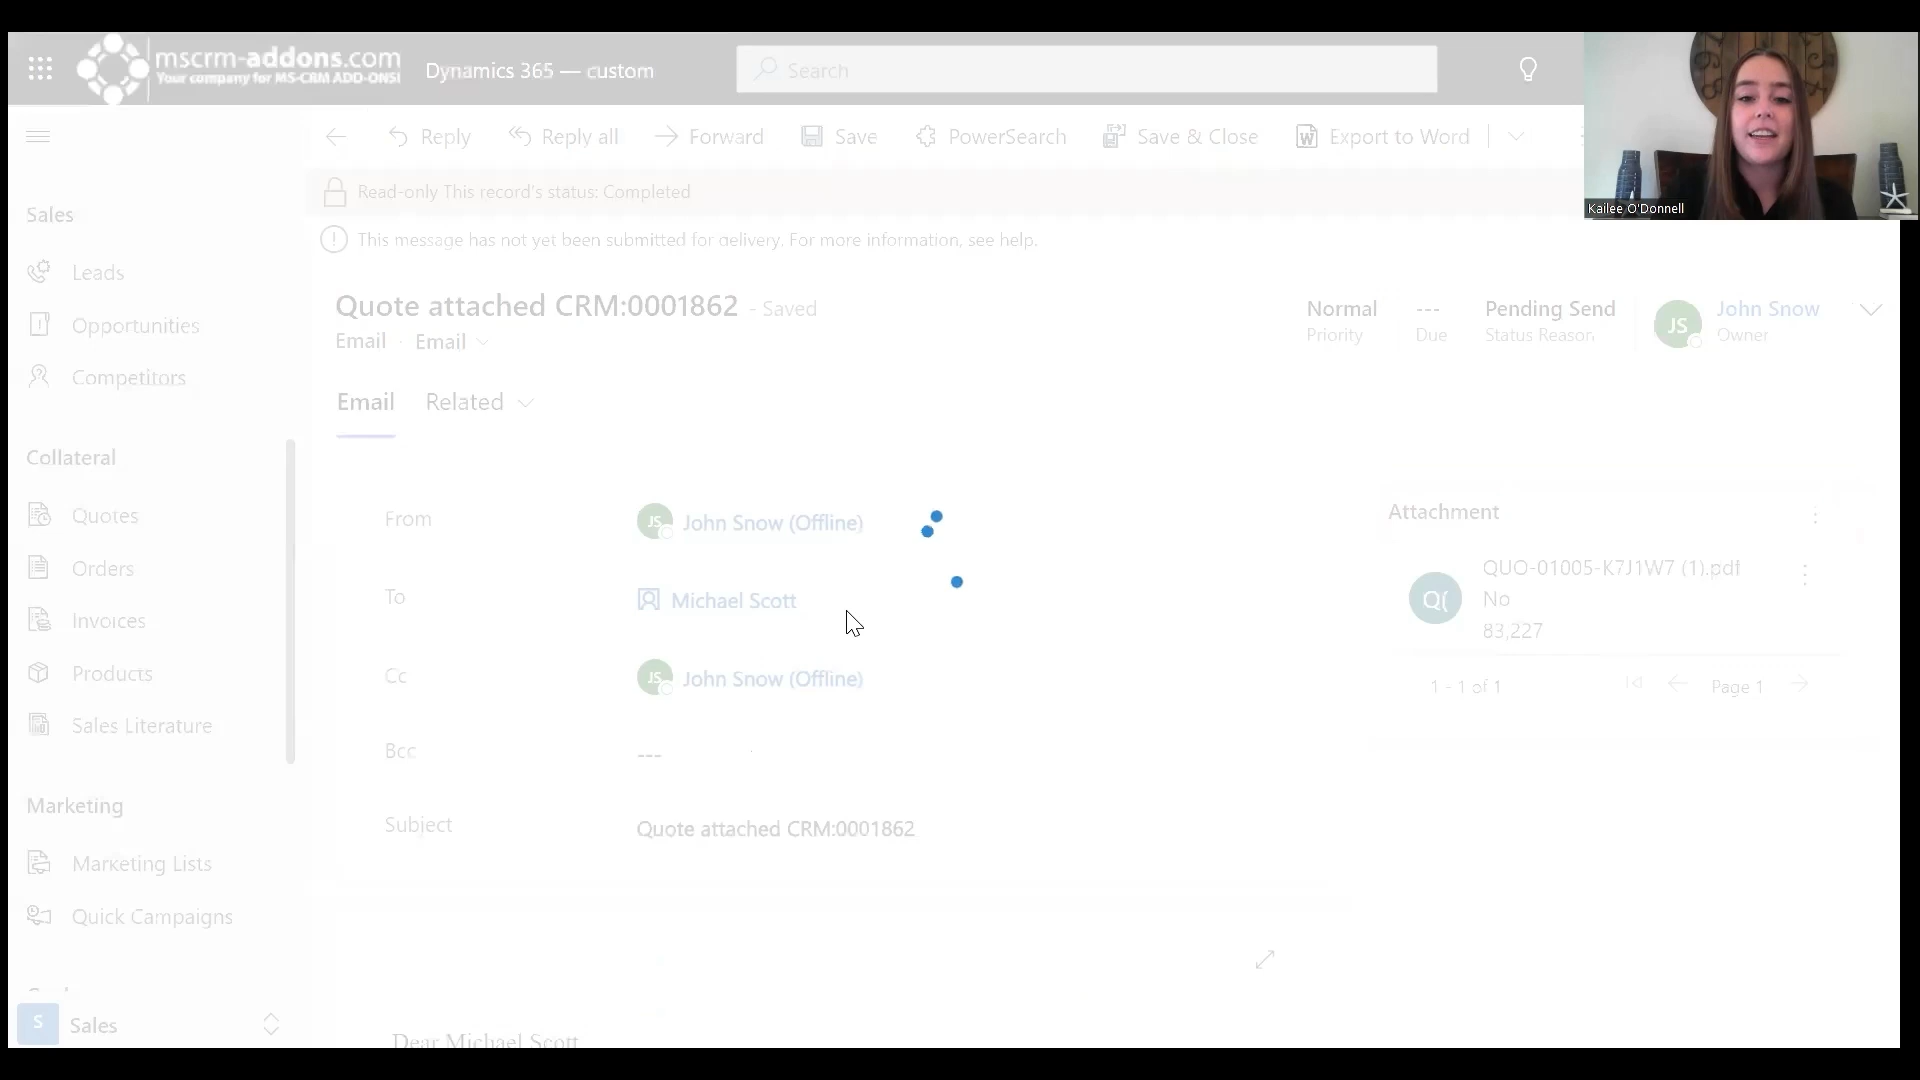 mscrm-addons.com
Your company for MS-CRM ADD-ONS!
Dynamics 365 — custom
Search
Kailee O'Donnell
Reply
Reply all
Forward
Save
PowerSearch
Save & Close
Export to Word
Read-only This record's status: Completed
This message has not yet been submitted for delivery. For more information, see help.
Quote attached CRM:0001862 - Saved
Email · Email
Normal
Priority
---
Due
Pending Send
Status Reason
JS
John Snow
Owner
Email
Related
Sales
Leads
Opportunities
Competitors
Collateral
Quotes
Orders
Invoices
Products
Sales Literature
Marketing
Marketing Lists
Quick Campaigns
S
Sales
From
JS
John Snow (Offline)
To
Michael Scott
Cc
JS
John Snow (Offline)
Bcc
---
Subject
Quote attached CRM:0001862
Attachment
Q(
QUO-01005-K7J1W7 (1).pdf
No
83,227
1 - 1 of 1
Page 1
Dear Michael Scott